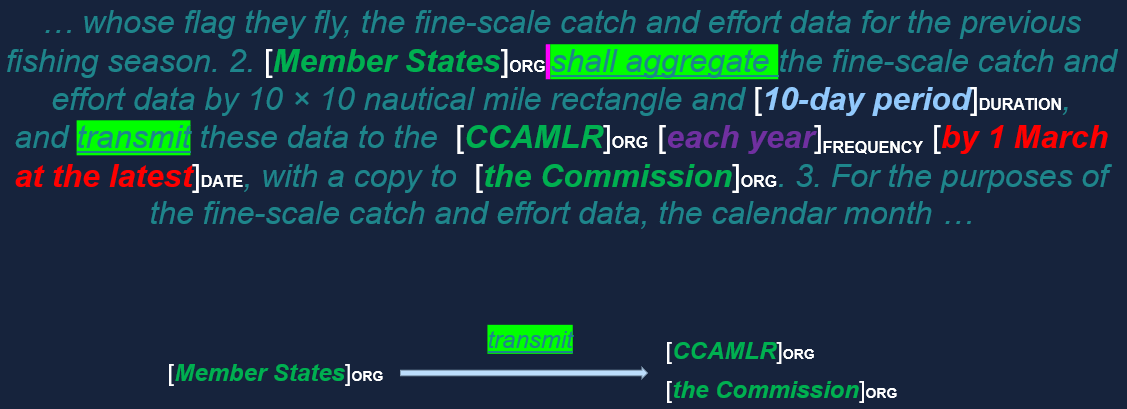 … whose flag they fly, the fine-scale catch and effort data for the previous
fishing season. 2. [Member States]ORG shall aggregate the fine-scale catch and
effort data by 10 × 10 nautical mile rectangle and [10-day period]DURATION,
and transmit these data to the [CCAMLR]ORG [each year]FREQUENCY [by 1 March
at the latest]DATE, with a copy to [the Commission]ORG. 3. For the purposes of
the fine-scale catch and effort data, the calendar month …
transmit
[CCAMLR]ORG
[Member States]ORG
[the Commission]ORG